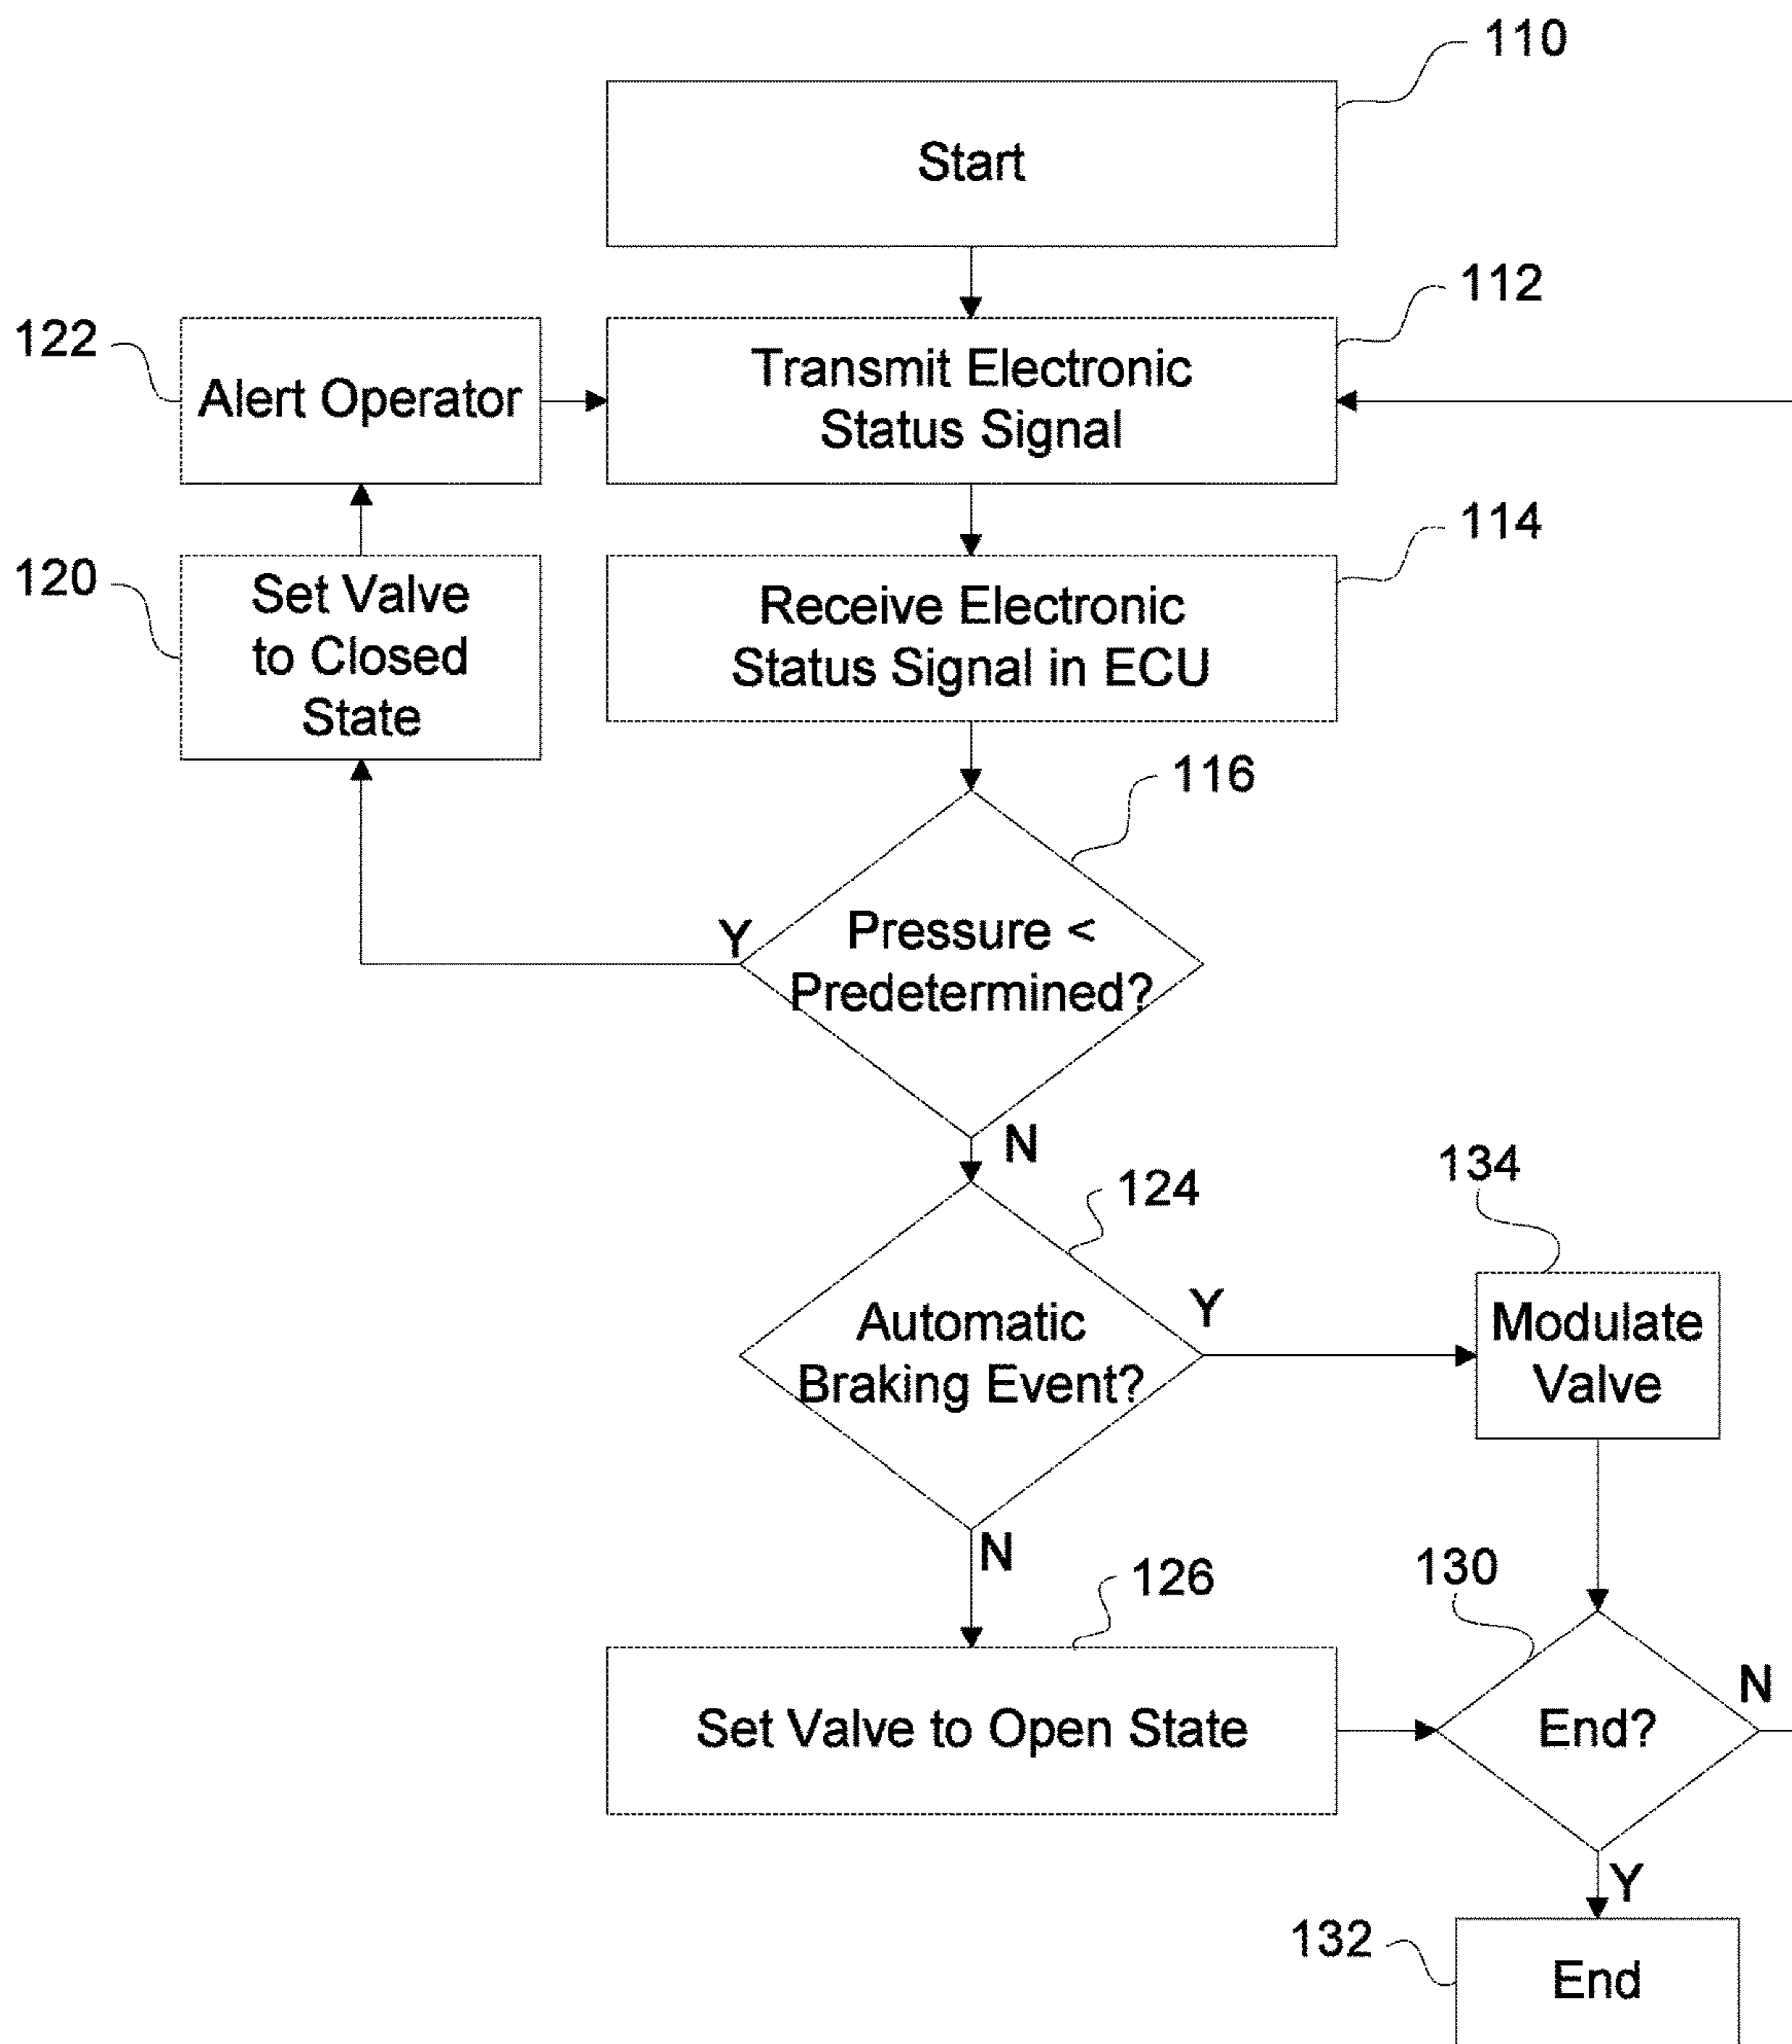 110
Start
112
122
Alert Operator
Transmit Electronic
Status Signal
114
120
Set Valve
to Closed
State
Receive Electronic
Status Signal in ECU
116
Y
Pressure <
Predetermined?
N
124
134
Automatic
Braking Event?
Y
Modulate
Valve
N
126
130
Set Valve to Open State
End?
N
Y
132
End